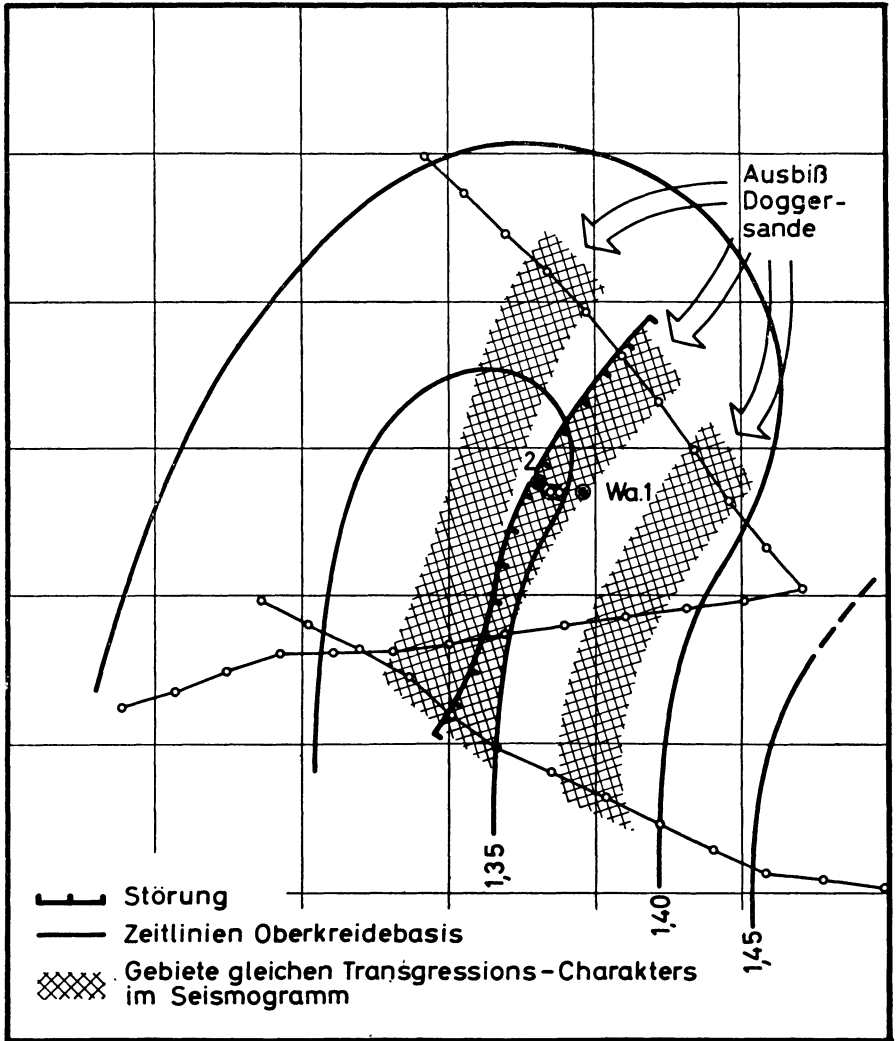 Ausbiß
Dogger-
sande
2
Wa.1
1,35
1,40
1,45
Störung
Zeitlinien Oberkreidebasis
Gebiete gleichen Transgressions-Charakters
im Seismogramm